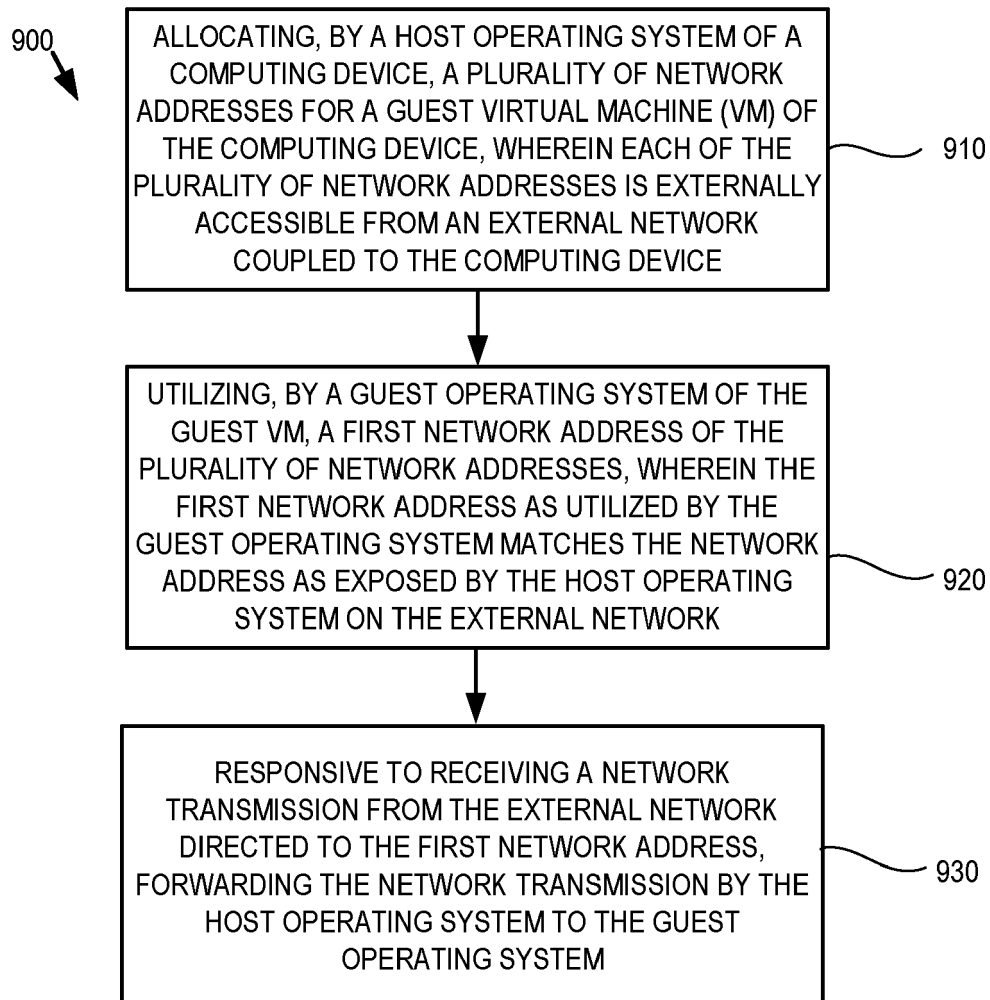 900
ALLOCATING, BY A HOST OPERATING SYSTEM OF A
COMPUTING DEVICE, A PLURALITY OF NETWORK
ADDRESSES FOR A GUEST VIRTUAL MACHINE (VM) OF
THE COMPUTING DEVICE, WHEREIN EACH OF THE
PLURALITY OF NETWORK ADDRESSES IS EXTERNALLY
ACCESSIBLE FROM AN EXTERNAL NETWORK
COUPLED TO THE COMPUTING DEVICE
910
UTILIZING, BY A GUEST OPERATING SYSTEM OF THE
GUEST VM, A FIRST NETWORK ADDRESS OF THE
PLURALITY OF NETWORK ADDRESSES, WHEREIN THE
FIRST NETWORK ADDRESS AS UTILIZED BY THE
GUEST OPERATING SYSTEM MATCHES THE NETWORK
ADDRESS AS EXPOSED BY THE HOST OPERATING
SYSTEM ON THE EXTERNAL NETWORK
920
RESPONSIVE TO RECEIVING A NETWORK
TRANSMISSION FROM THE EXTERNAL NETWORK
DIRECTED TO THE FIRST NETWORK ADDRESS,
FORWARDING THE NETWORK TRANSMISSION BY THE
HOST OPERATING SYSTEM TO THE GUEST
OPERATING SYSTEM
930